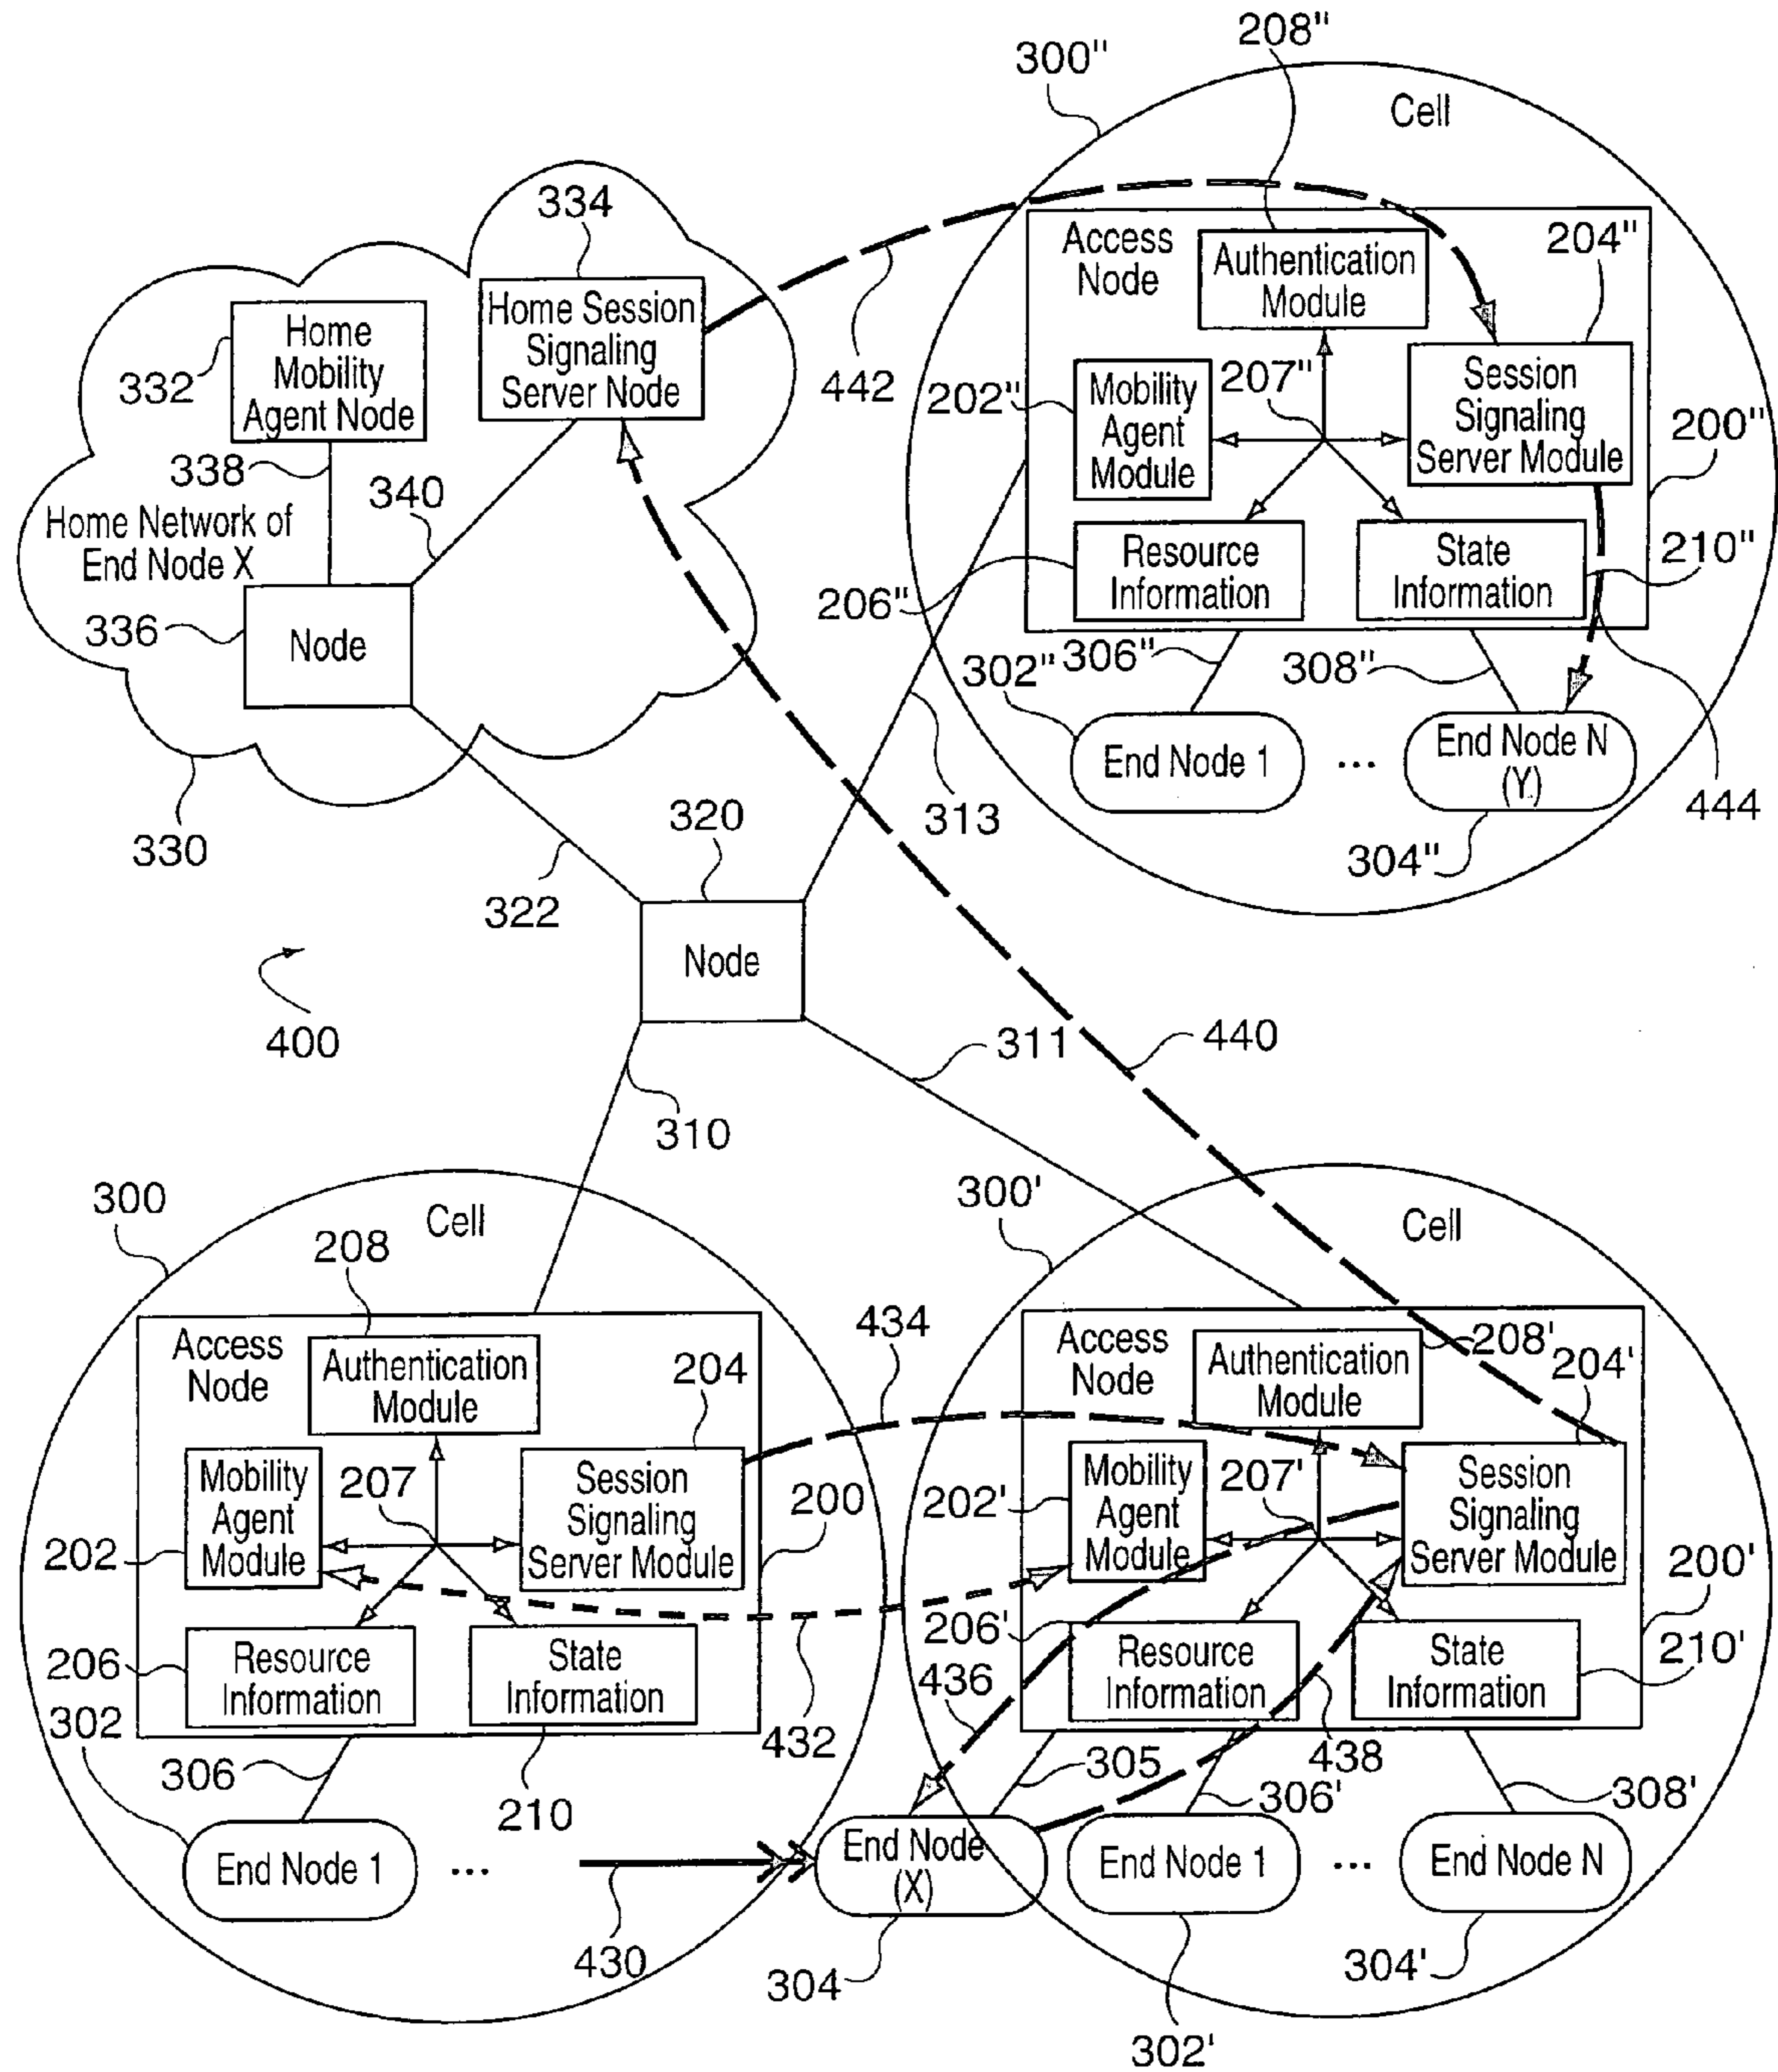 208"
300"
Cell
334
Access
Node
Authentication
Module
204"
Home
Mobility
Agent Node
332
Home Session
Signaling
Server Node
442
202"
Mobility
Agent
Module
207"
Session
Signaling
Server Module
200"
338
340
Home Network of
End Node X
Resource
Information
State
Information
210"
206"
336
Node
302"
306"
308"
End Node 1
...
End Node N
(Y)
444
304"
330
320
313
322
Node
400
311
440
310
300
Cell
208
300'
Cell
Access
Node
Authentication
Module
204
434
Access
Node
Authentication
Module
208'
204'
Mobility
Agent
Module
207
Session
Signaling
Server Module
200
202
202'
Mobility
Agent
Module
207'
Session
Signaling
Server Module
200'
206
Resource
Information
State
Information
206'
Resource
Information
State
Information
210'
302
306
210
432
436
305
306'
438
308'
End Node 1
...
430
End Node
(X)
304
End Node 1
...
End Node N
302'
304'